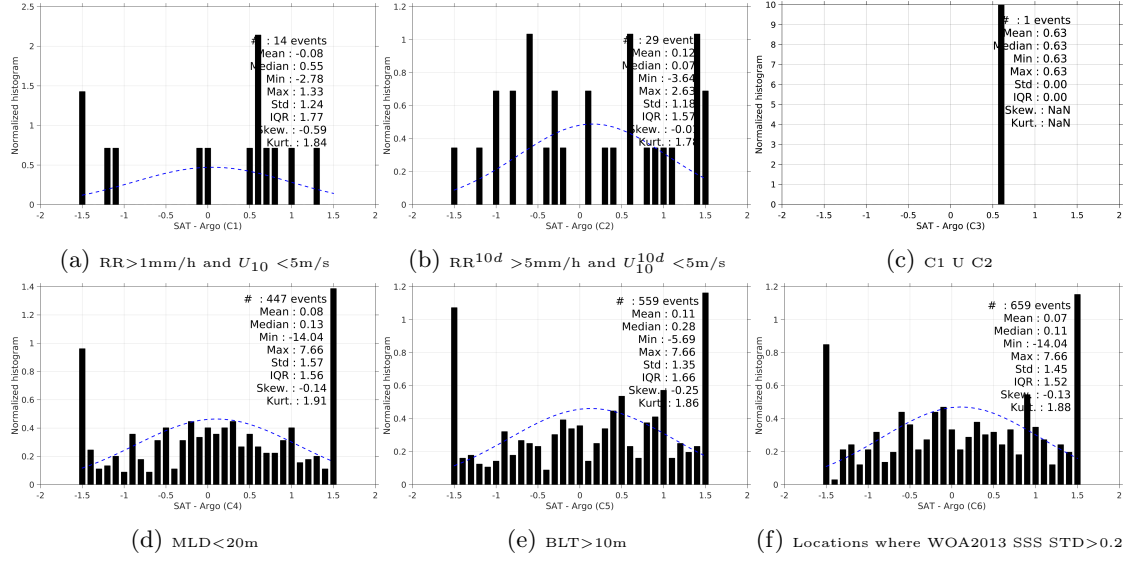 # : 14 events
Mean : -0.08
Median : 0.55
Min : -2.78
Max : 1.33
Std : 1.24
IQR : 1.77
Skew. : -0.59
Kurt. : 1.84
Normalized histogram
2.5
2
1.5
1
0.5
0
-2 -1.5 -1 -0.5 0 0.5 1 1.5 2
SAT - Argo (C1)
(a) RR>1mm/h and U10 <5m/s
# : 29 events
Mean : 0.12
Median : 0.07
Min : -3.64
Max : 2.63
Std : 1.18
IQR : 1.57
Skew. : -0.01
Kurt. : 1.78
Normalized histogram
1.2
1
0.8
0.6
0.4
0.2
0
-2 -1.5 -1 -0.5 0 0.5 1 1.5 2
SAT - Argo (C2)
(b) RR^10d >5mm/h and U10^10d <5m/s
# : 1 events
Mean : 0.63
Median : 0.63
Min : 0.63
Max : 0.63
Std : 0.00
IQR : 0.00
Skew. : NaN
Kurt. : NaN
Normalized histogram
10
9
8
7
6
5
4
3
2
1
0
-2 -1.5 -1 -0.5 0 0.5 1 1.5 2
SAT - Argo (C3)
(c) C1 U C2
# : 447 events
Mean : 0.08
Median : 0.13
Min : -14.04
Max : 7.66
Std : 1.57
IQR : 1.56
Skew. : -0.14
Kurt. : 1.91
Normalized histogram
1.4
1.2
1
0.8
0.6
0.4
0.2
0
-2 -1.5 -1 -0.5 0 0.5 1 1.5 2
SAT - Argo (C4)
(d) MLD<20m
# : 559 events
Mean : 0.11
Median : 0.28
Min : -5.69
Max : 7.66
Std : 1.35
IQR : 1.66
Skew. : -0.25
Kurt. : 1.86
Normalized histogram
1.2
1
0.8
0.6
0.4
0.2
0
-2 -1.5 -1 -0.5 0 0.5 1 1.5 2
SAT - Argo (C5)
(e) BLT>10m
# : 659 events
Mean : 0.07
Median : 0.11
Min : -14.04
Max : 7.66
Std : 1.45
IQR : 1.52
Skew. : -0.13
Kurt. : 1.88
Normalized histogram
1.2
1
0.8
0.6
0.4
0.2
0
-2 -1.5 -1 -0.5 0 0.5 1 1.5 2
SAT - Argo (C6)
(f) Locations where WOA2013 SSS STD>0.2